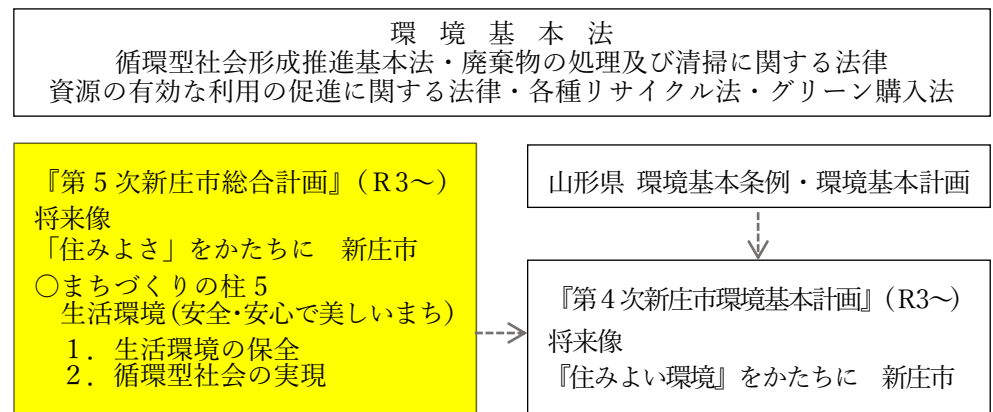 環 境 基 本 法
循環型社会形成推進基本法・廃棄物の処理及び清掃に関する法律
資源の有効な利用の促進に関する法律・各種リサイクル法・グリーン購入法
『第5次新庄市総合計画』(R3～)
将来像
「住みよさ」をかたちに　新庄市
○まちづくりの柱5
生活環境(安全・安心で美しいまち)
1．生活環境の保全
2．循環型社会の実現
山形県 環境基本条例・環境基本計画
『第4次新庄市環境基本計画』(R3～)
将来像
『住みよい環境』をかたちに　新庄市